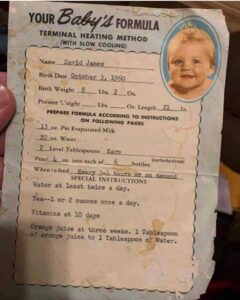 YOUR Baby's FORMULA
TERMINAL HEATING METHOD
(WITH SLOW COOLING)
Name David James
Birth Date October 3, 1960
Birth Weight 8 Lbs. 2 Oz.
Present Weight Lbs. Oz. Length 21 In.
PREPARE FORMULA ACCORDING TO INSTRUCTIONS
ON FOLLOWING PAGES
13 oz. Pet Evaporated Milk
20 oz. Water
2 Level Tablespoons Karo
(carbohydrate)
Pour 4 oz. into each of 6 bottles.
When to feed Every 3-4 hours or on demand
SPECIAL INSTRUCTIONS
Water at least twice a day.
Tea--1 or 2 ounces once a day.
Vitamins at 10 days
Orange juice at three weeks. 1 Tablespoon
of orange juice to 1 Tablespoon of Water.